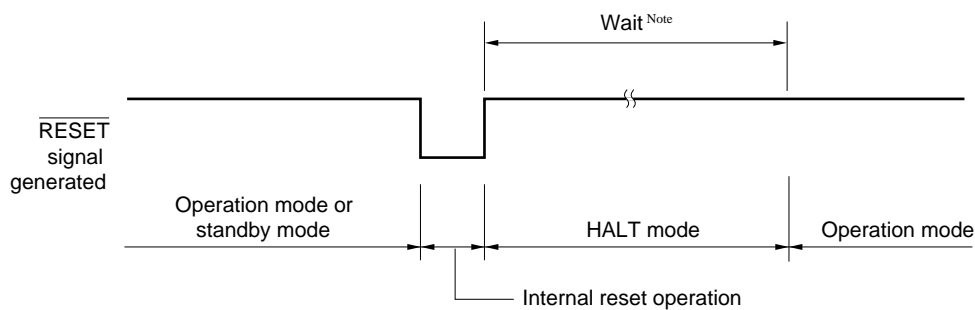 Wait Note
RESET
signal
generated
Operation mode or
standby mode
HALT mode
Operation mode
Internal reset operation